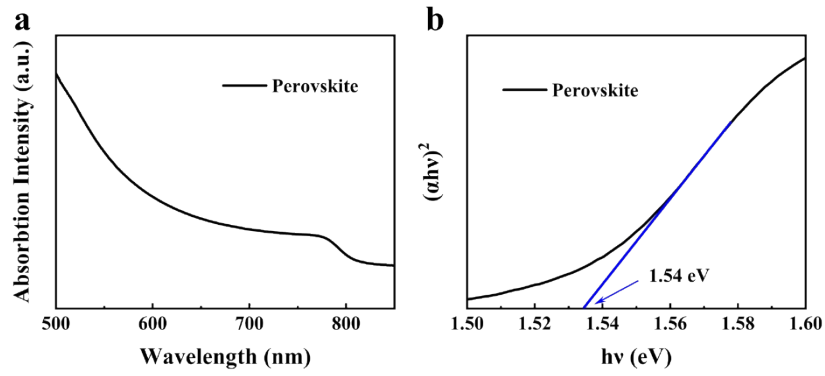 a
Absorbtion Intensity (a.u.)
Perovskite
500 600 700 800
Wavelength (nm)
b
(αhν)²
Perovskite
1.54 eV
1.50 1.52 1.54 1.56 1.58 1.60
hν (eV)